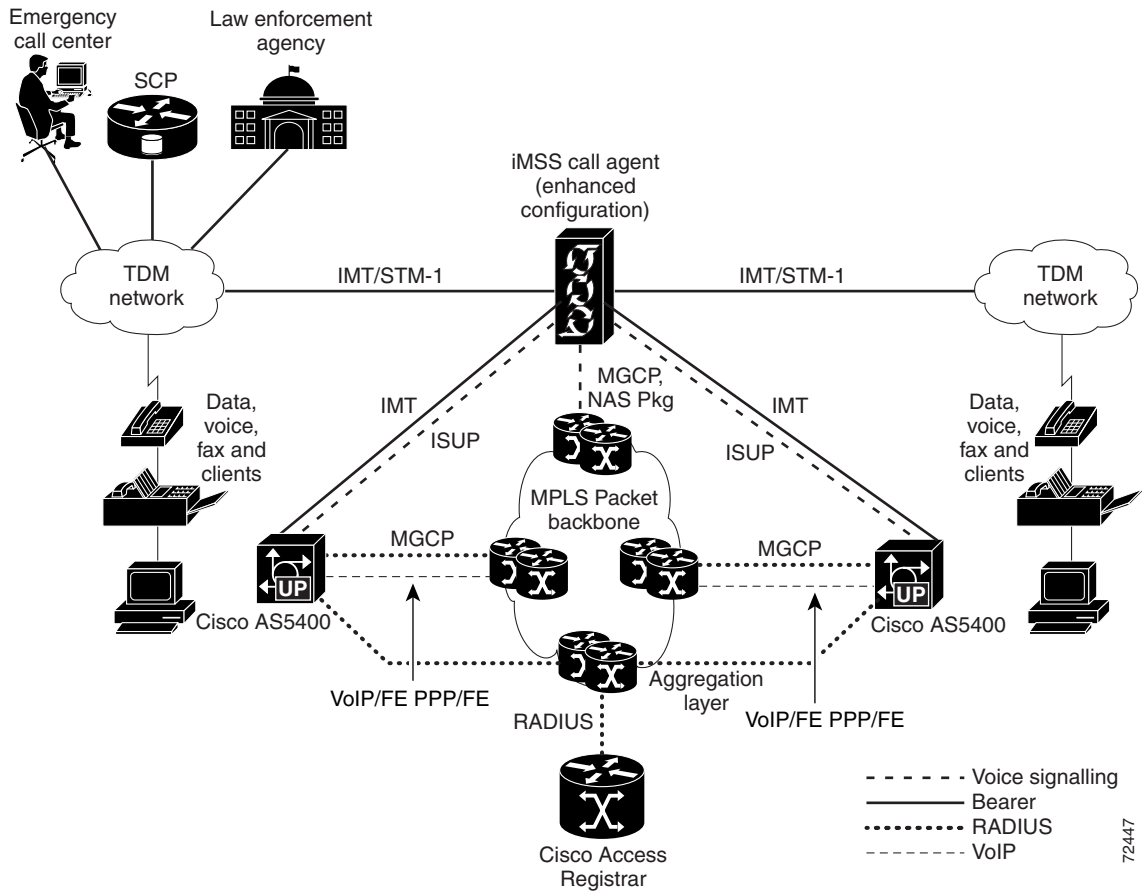 Emergency
call center
Law enforcement
agency
SCP
iMSS call agent
(enhanced
configuration)
TDM
network
IMT/STM-1
IMT/STM-1
TDM
network
MGCP,
NAS Pkg
Data,
voice,
fax and
clients
IMT
ISUP
IMT
ISUP
Data,
voice,
fax and
clients
MPLS Packet
backbone
MGCP
MGCP
UP
UP
Cisco AS5400
Cisco AS5400
VoIP/FE PPP/FE
Aggregation
layer
VoIP/FE PPP/FE
RADIUS
Voice signalling
Bearer
RADIUS
VoIP
Cisco Access
Registrar
72447